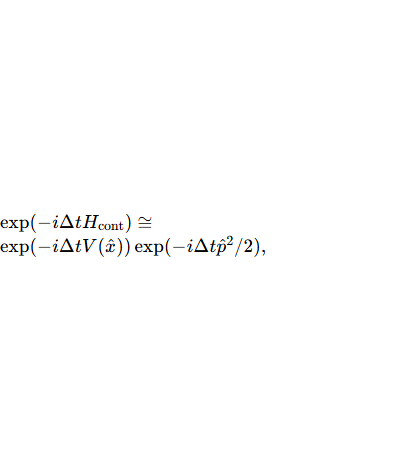 exp(−iΔtH_cont) ≅
exp(−iΔtV(x̂)) exp(−iΔtp̂²/2),